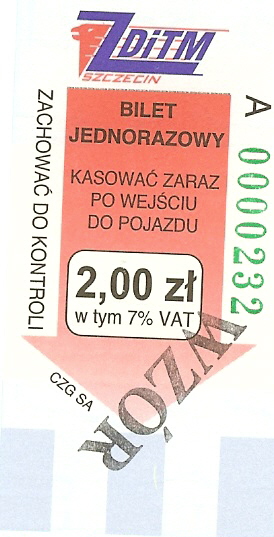 ZDiTM
SZCZECIN
BILET
JEDNORAZOWY
KASOWAĆ ZARAZ
PO WEJŚCIU
DO POJAZDU
2,00 zł
w tym 7% VAT
ZACHOWAĆ DO KONTROLI
A 0000232
WZÓR
CZG SA